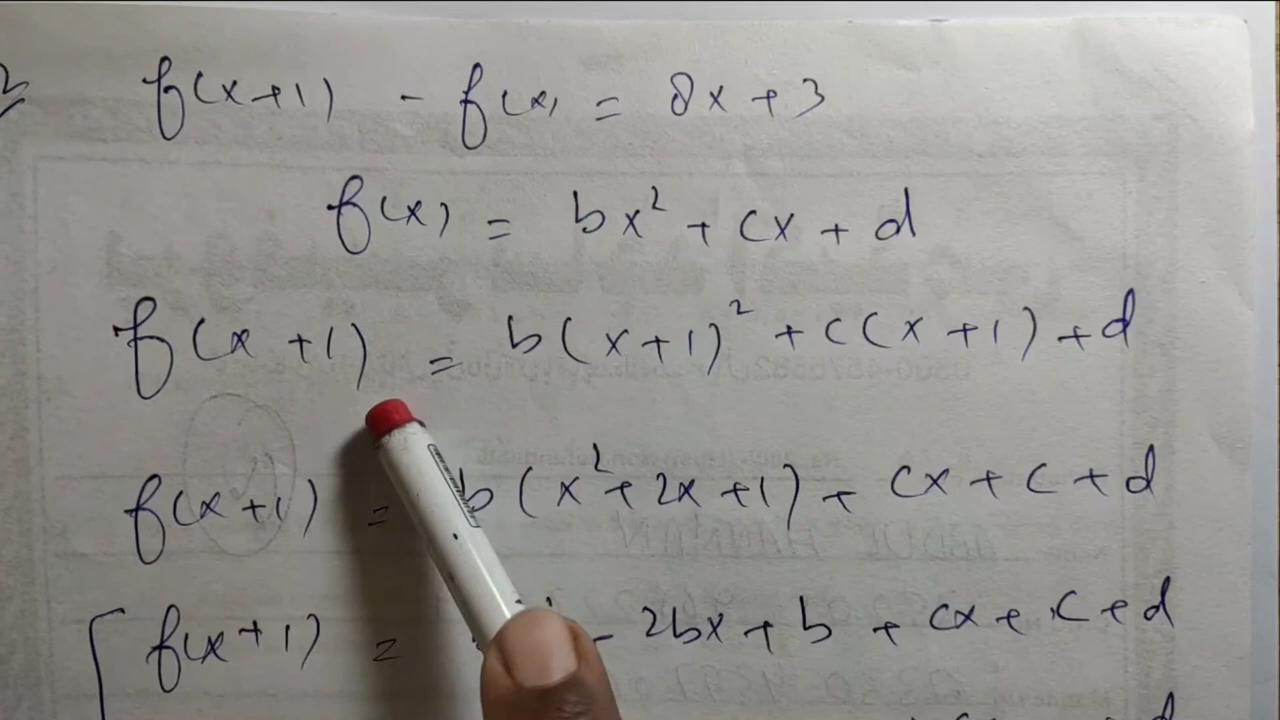 f(x+1) - f(x) = 8x+3
f(x) = bx² + cx + d
f(x+1) = b(x+1)² + c(x+1) + d
f(x+1) = b(x²+2x+1) + cx + c + d
f(x+1) = 2bx + b + cx + c + d